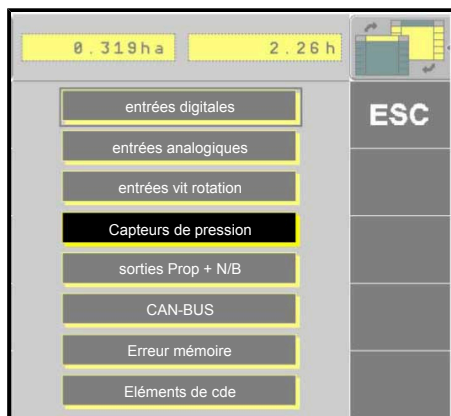 0.319ha 2.26h
ESC
entrées digitales
entrées analogiques
entrées vit rotation
Capteurs de pression
sorties Prop + N/B
CAN-BUS
Erreur mémoire
Eléments de cde